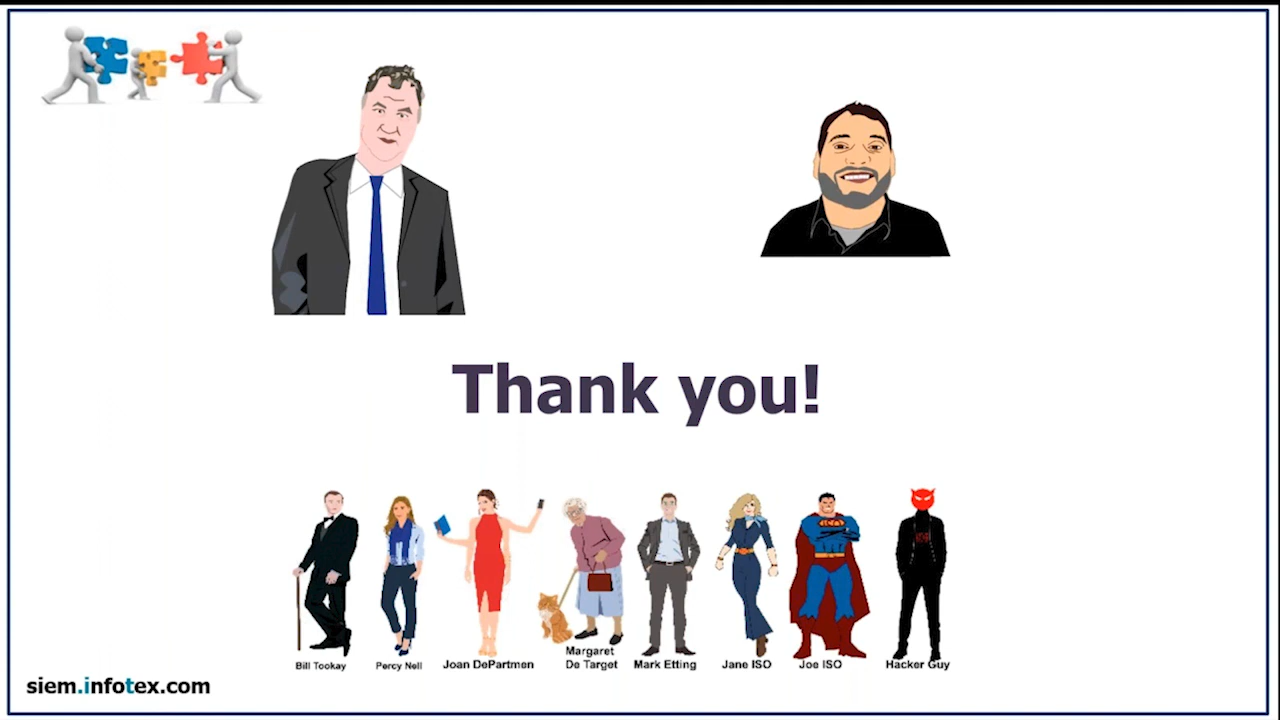 Thank you!
Bill Tookay
Percy Nell
Joan DePartmen
Margaret
De Target
Mark Etting
Jane ISO
Joe ISO
Hacker Guy
siem.infotex.com